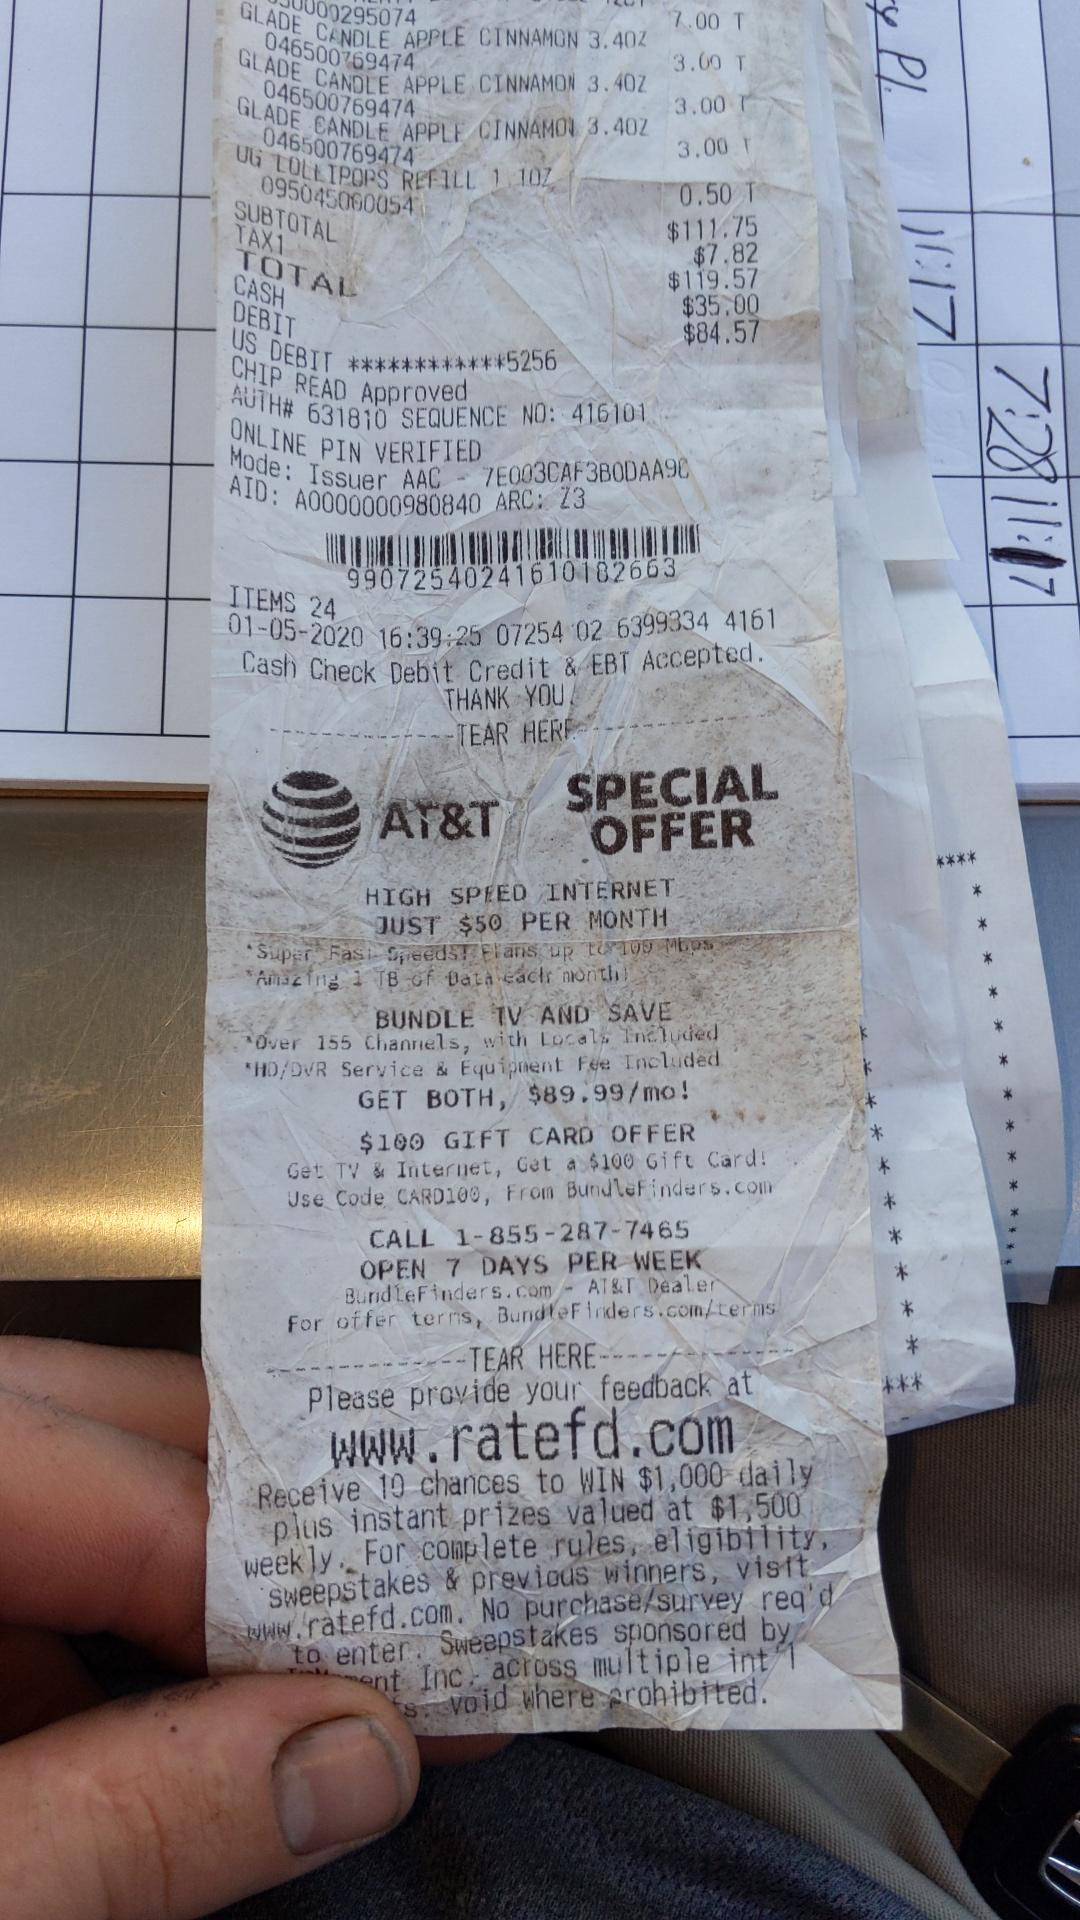 7.00 T
GLADE CANDLE APPLE CINNAMON 3.4OZ
046500769474 3.00 T
GLADE CANDLE APPLE CINNAMON 3.4OZ
046500769474 3.00 T
GLADE CANDLE APPLE CINNAMON 3.4OZ
046500769474 3.00 T
UG LOLLIPOPS REFILL 1.1OZ
095045000054 0.50 T
SUBTOTAL $111.75
TAX1 $7.82
TOTAL $119.57
CASH $35.00
DEBIT $84.57
US DEBIT ************5256
CHIP READ Approved
AUTH# 631810 SEQUENCE NO: 416101
ONLINE PIN VERIFIED
Mode: Issuer AAC - 7E003CAF3B0DAA9C
AID: A0000000980840 ARC: Z3
99072540241610182663
ITEMS 24
01-05-2020 16:39:25 07254 02 6399334 4161
Cash Check Debit Credit & EBT Accepted.
THANK YOU
TEAR HERE
AT&T SPECIAL OFFER
HIGH SPEED INTERNET
JUST $50 PER MONTH
*Super Fast Speeds! Plans up to 100 Mbps
*Amazing 1 TB of Data each month!
BUNDLE TV AND SAVE
*Over 155 Channels, with Locals Included
*HD/DVR Service & Equipment Fee Included
GET BOTH, $89.99/mo!
$100 GIFT CARD OFFER
Get TV & Internet, Get a $100 Gift Card!
Use Code CARD100, From BundleFinders.com
CALL 1-855-287-7465
OPEN 7 DAYS PER WEEK
BundleFinders.com - AT&T Dealer
For offer terms, BundleFinders.com/terms
TEAR HERE
Please provide your feedback at
www.ratefd.com
Receive 10 chances to WIN $1,000 daily
plus instant prizes valued at $1,500
weekly. For complete rules, eligibility,
sweepstakes & previous winners, visit
www.ratefd.com. No purchase/survey req'd
to enter. Sweepstakes sponsored by
Inc. across multiple int'l
void where prohibited.
Pl.
11:17
7:28 11:17